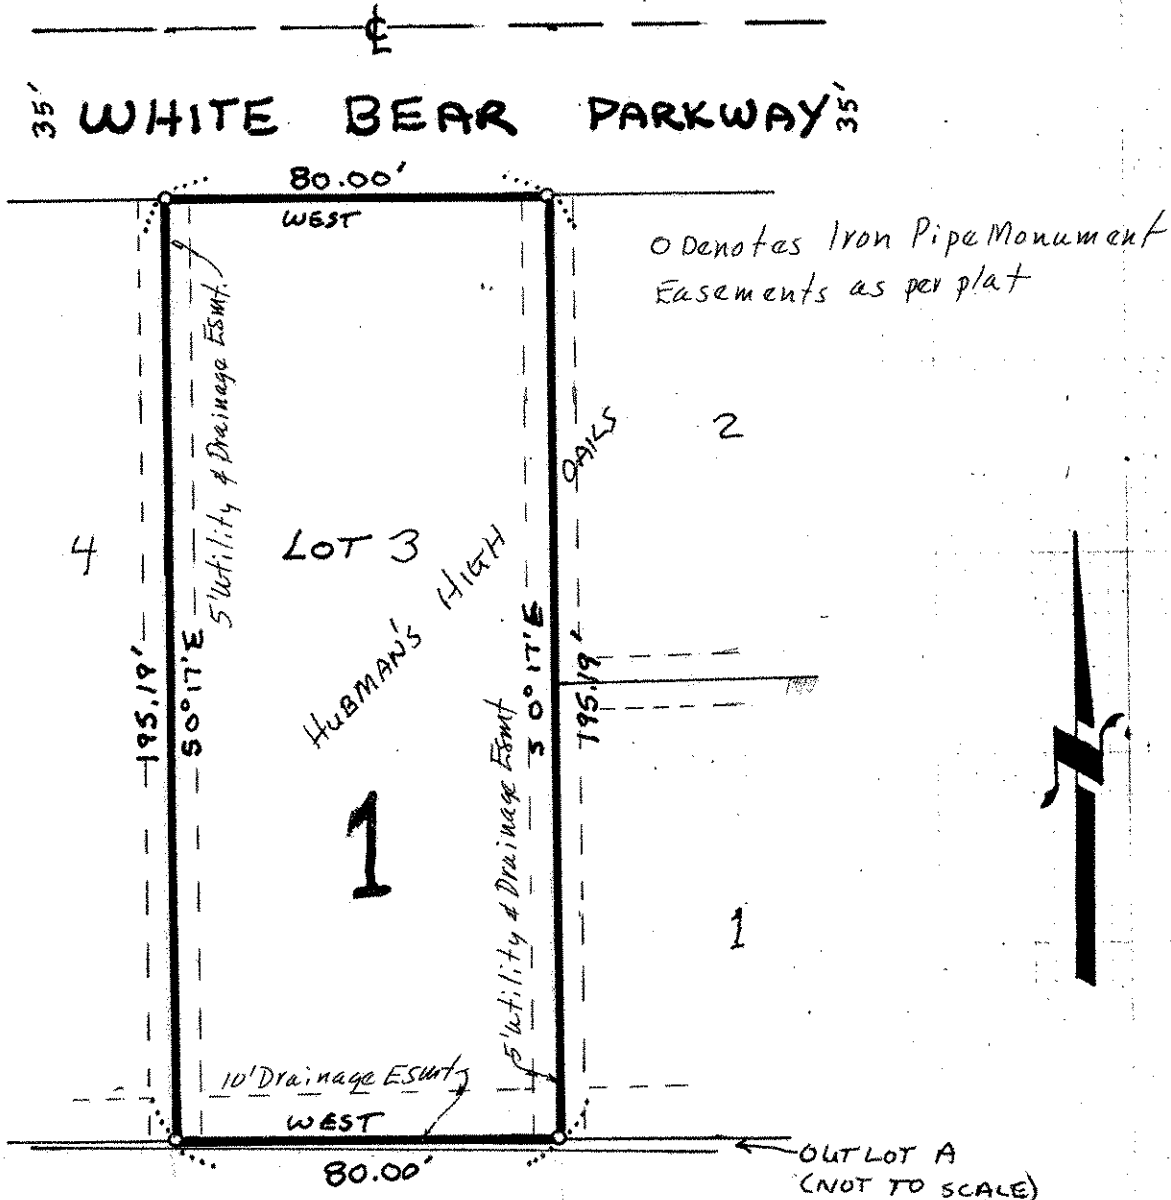 ℄
35' WHITE BEAR PARKWAY 35'
80.00'
WEST
O Denotes Iron Pipe Monument
Easements as per plat
5' Utility & Drainage Esmt.
2
4
LOT 3
HUBMAN'S HIGH OAKS
195.19'
S 0° 17' E
S 0° 17' E
195.19'
1
5' Utility & Drainage Esmt
1
10' Drainage Esmt
WEST
80.00'
OUTLOT A
(NOT TO SCALE)